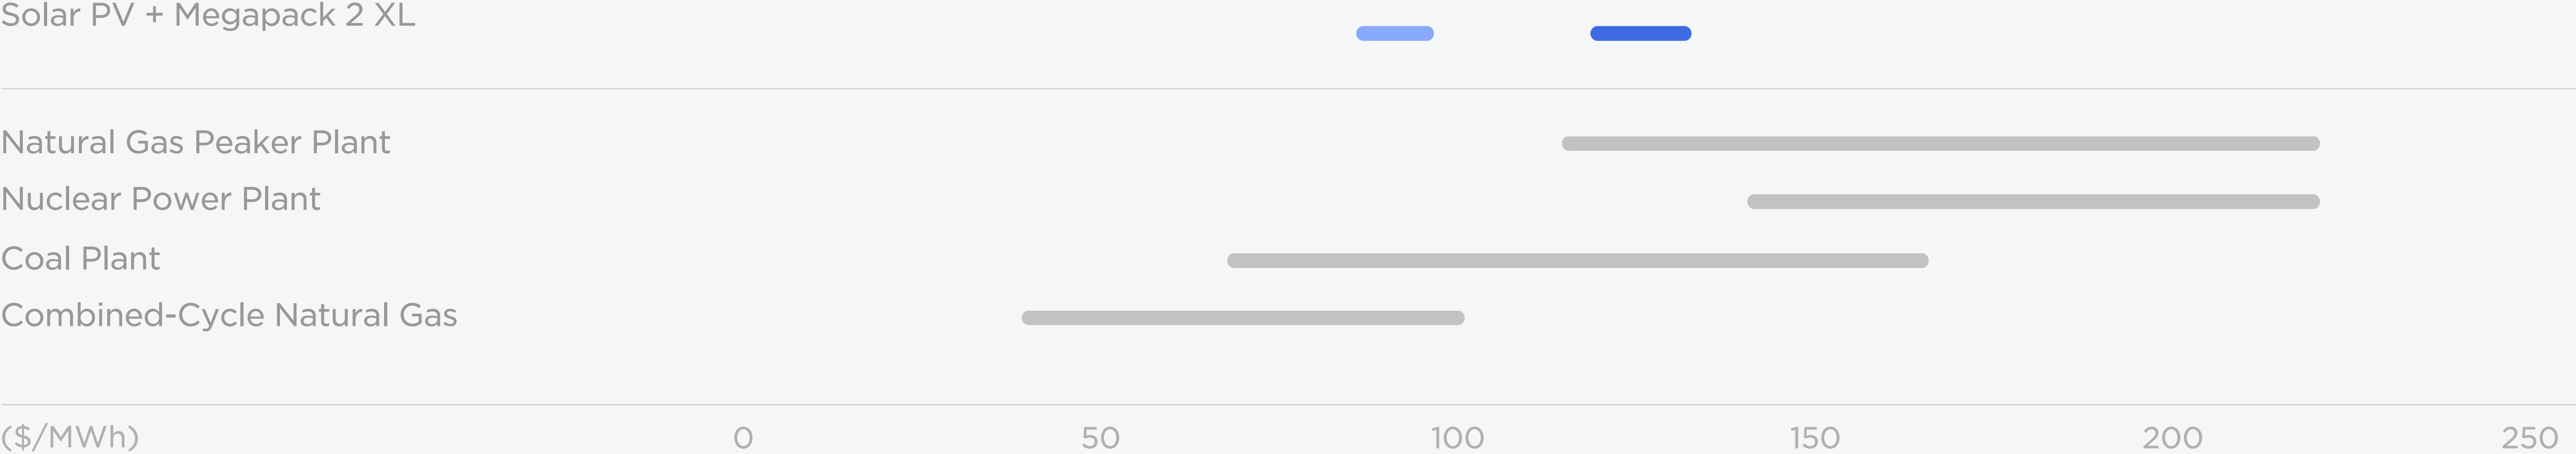 Solar PV + Megapack 2 XL
Natural Gas Peaker Plant
Nuclear Power Plant
Coal Plant
Combined-Cycle Natural Gas
($/MWh) 0 50 100 150 200 250